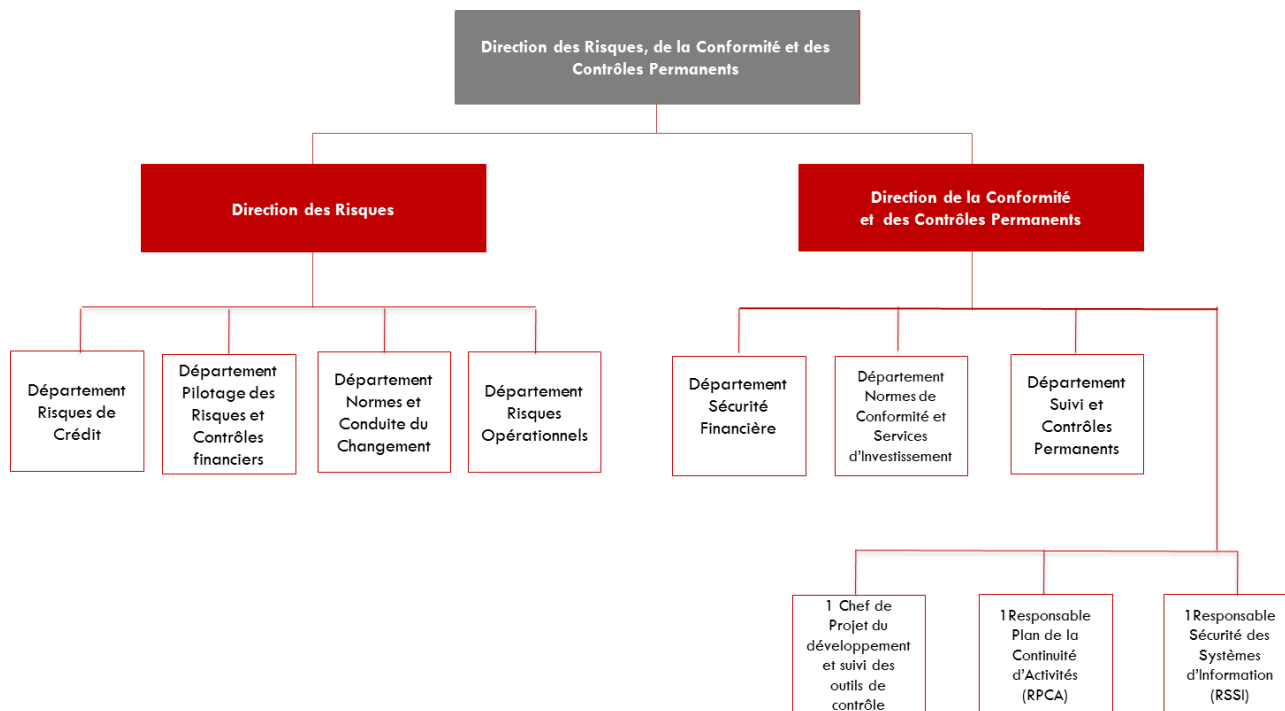 Direction des Risques, de la Conformité et des
Contrôles Permanents
Direction des Risques
Direction de la Conformité
et des Contrôles Permanents
Département
Risques de
Crédit
Département
Pilotage des
Risques et
Contrôles
financiers
Département
Normes et
Conduite du
Changement
Département
Risques
Opérationnels
Département
Sécurité
Financière
Département
Normes de
Conformité et
Services
d'Investissement
Département
Suivi et
Contrôles
Permanents
1 Chef de
Projet du
développement
et suivi des
outils de
contrôle
1Responsable
Plan de la
Continuité
d'Activités
(RPCA)
1Responsable
Sécurité des
Systèmes
d'Information
(RSSI)